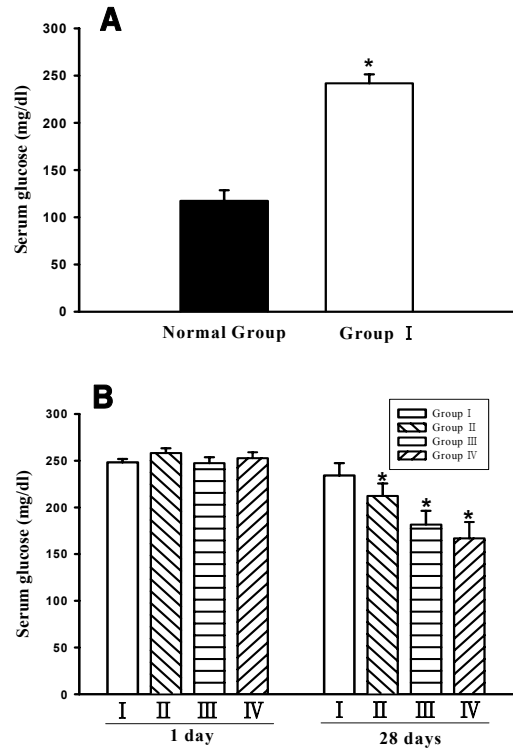 A
Serum glucose (mg/dl)
300
250
200
150
100
50
0
*
Normal Group
Group Ⅰ
B
Serum glucose (mg/dl)
300
250
200
150
100
50
0
Group Ⅰ
Group Ⅱ
Group Ⅲ
Group Ⅳ
*
*
*
Ⅰ Ⅱ Ⅲ Ⅳ Ⅰ Ⅱ Ⅲ Ⅳ
1 day 28 days